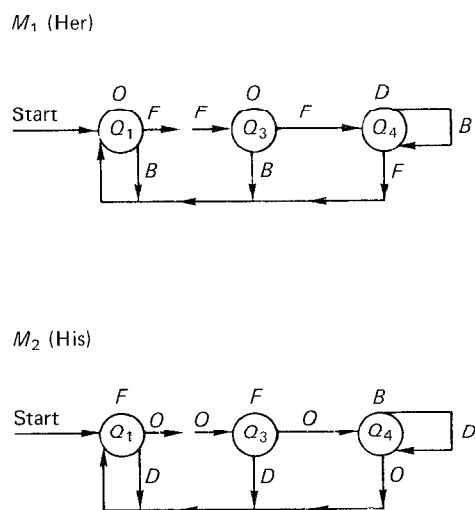 M₁ (Her)
O O D
Start Q₁ F F Q₃ F Q₄ B
B B F
M₂ (His)
F F B
Start Q₁ O O Q₃ O Q₄ D
D D O